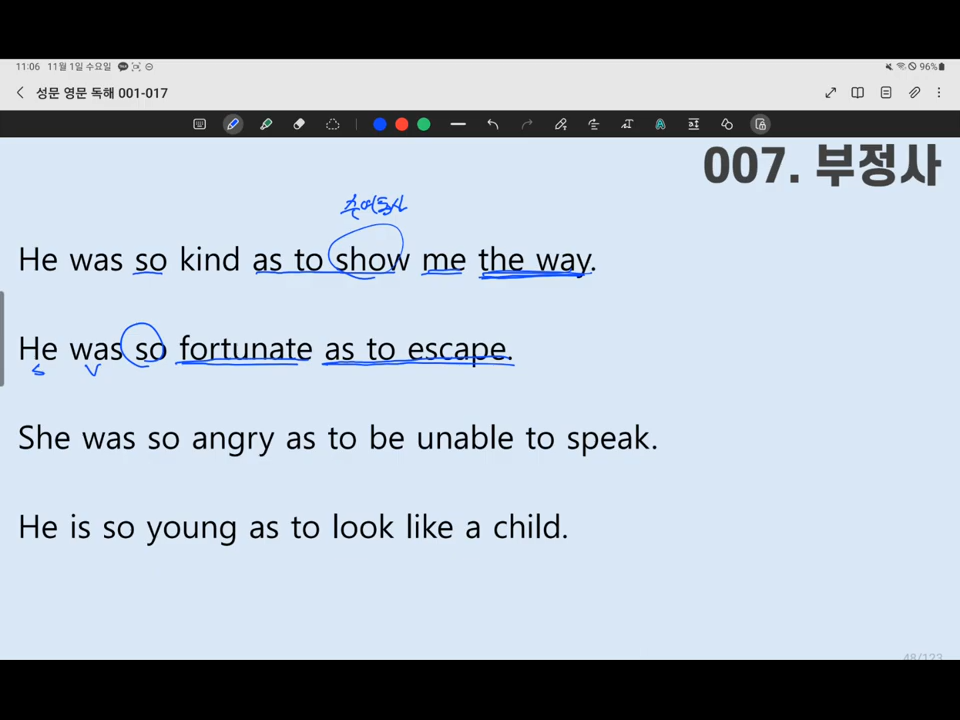 11:06 11월 1일 수요일
96%
성문 영문 독해 001-017
007. 부정사
수여동사
He was so kind as to show me the way.
He was so fortunate as to escape.
S V
She was so angry as to be unable to speak.
He is so young as to look like a child.
48/123